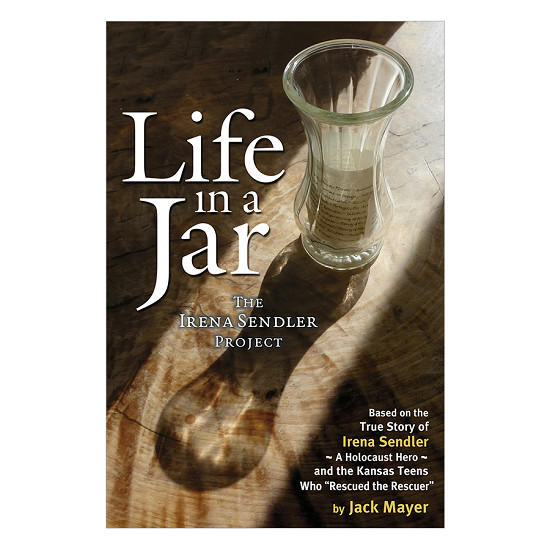 Life
in a
Jar
The
Irena Sendler
Project
Based on the
True Story of
Irena Sendler
~ A Holocaust Hero ~
and the Kansas Teens
Who “Rescued the Rescuer”
by Jack Mayer